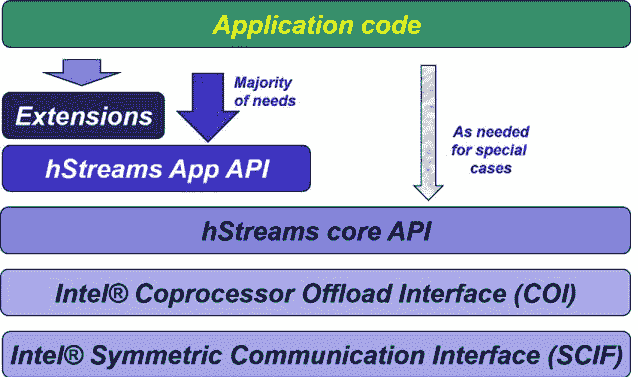 Application code
Majority
of needs
Extensions
As needed
for special
cases
hStreams App API
hStreams core API
Intel® Coprocessor Offload Interface (COI)
Intel® Symmetric Communication Interface (SCIF)